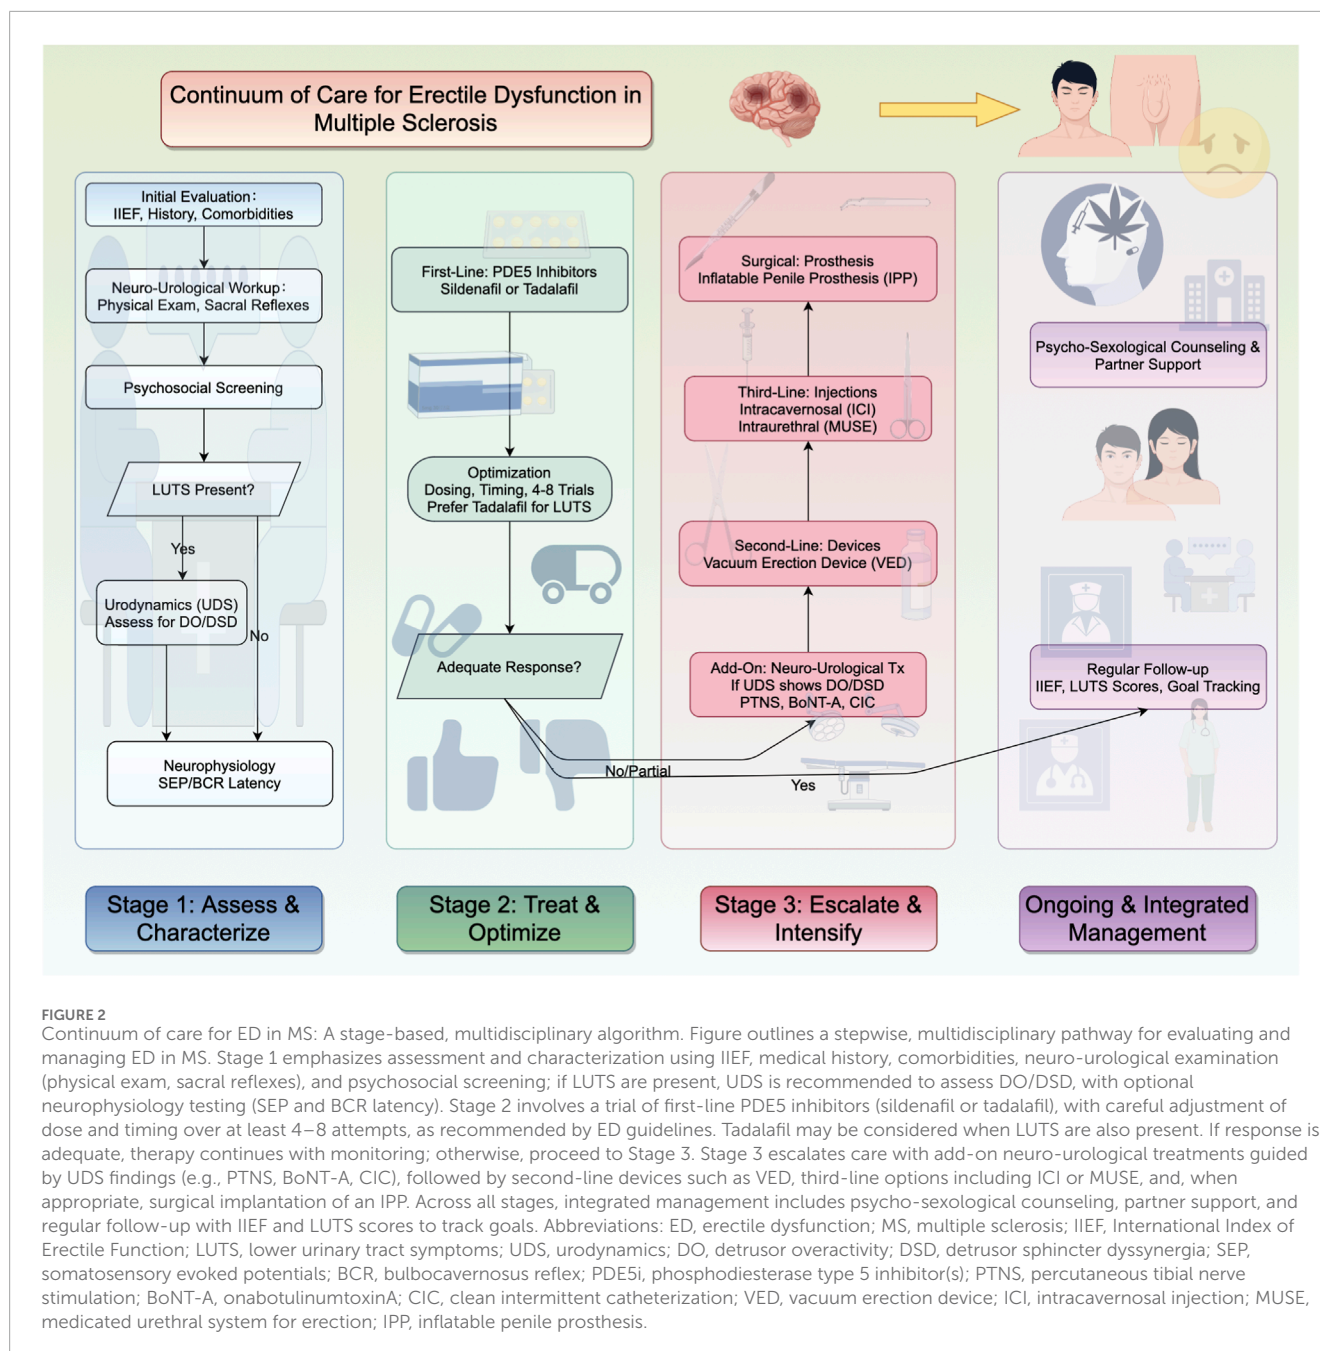 Continuum of Care for Erectile Dysfunction in
Multiple Sclerosis
Initial Evaluation:
IIEF, History, Comorbidities
Neuro-Urological Workup:
Physical Exam, Sacral Reflexes
Psychosocial Screening
LUTS Present?
Yes
No
Urodynamics (UDS)
Assess for DO/DSD
Neurophysiology
SEP/BCR Latency
First-Line: PDE5 Inhibitors
Sildenafil or Tadalafil
Optimization
Dosing, Timing, 4-8 Trials
Prefer Tadalafil for LUTS
Adequate Response?
No/Partial
Yes
Surgical: Prosthesis
Inflatable Penile Prosthesis (IPP)
Third-Line: Injections
Intracavernosal (ICI)
Intraurethral (MUSE)
Second-Line: Devices
Vacuum Erection Device (VED)
Add-On: Neuro-Urological Tx
If UDS shows DO/DSD
PTNS, BoNT-A, CIC
Psycho-Sexological Counseling &
Partner Support
Regular Follow-up
IIEF, LUTS Scores, Goal Tracking
Stage 1: Assess &
Characterize
Stage 2: Treat &
Optimize
Stage 3: Escalate &
Intensify
Ongoing & Integrated
Management
FIGURE 2
Continuum of care for ED in MS: A stage-based, multidisciplinary algorithm. Figure outlines a stepwise, multidisciplinary pathway for evaluating and
managing ED in MS. Stage 1 emphasizes assessment and characterization using IIEF, medical history, comorbidities, neuro-urological examination
(physical exam, sacral reflexes), and psychosocial screening; if LUTS are present, UDS is recommended to assess DO/DSD, with optional
neurophysiology testing (SEP and BCR latency). Stage 2 involves a trial of first-line PDE5 inhibitors (sildenafil or tadalafil), with careful adjustment of
dose and timing over at least 4–8 attempts, as recommended by ED guidelines. Tadalafil may be considered when LUTS are also present. If response is
adequate, therapy continues with monitoring; otherwise, proceed to Stage 3. Stage 3 escalates care with add-on neuro-urological treatments guided
by UDS findings (e.g., PTNS, BoNT-A, CIC), followed by second-line devices such as VED, third-line options including ICI or MUSE, and, when
appropriate, surgical implantation of an IPP. Across all stages, integrated management includes psycho-sexological counseling, partner support, and
regular follow-up with IIEF and LUTS scores to track goals. Abbreviations: ED, erectile dysfunction; MS, multiple sclerosis; IIEF, International Index of
Erectile Function; LUTS, lower urinary tract symptoms; UDS, urodynamics; DO, detrusor overactivity; DSD, detrusor sphincter dyssynergia; SEP,
somatosensory evoked potentials; BCR, bulbocavernosus reflex; PDE5i, phosphodiesterase type 5 inhibitor(s); PTNS, percutaneous tibial nerve
stimulation; BoNT-A, onabotulinumtoxinA; CIC, clean intermittent catheterization; VED, vacuum erection device; ICI, intracavernosal injection; MUSE,
medicated urethral system for erection; IPP, inflatable penile prosthesis.